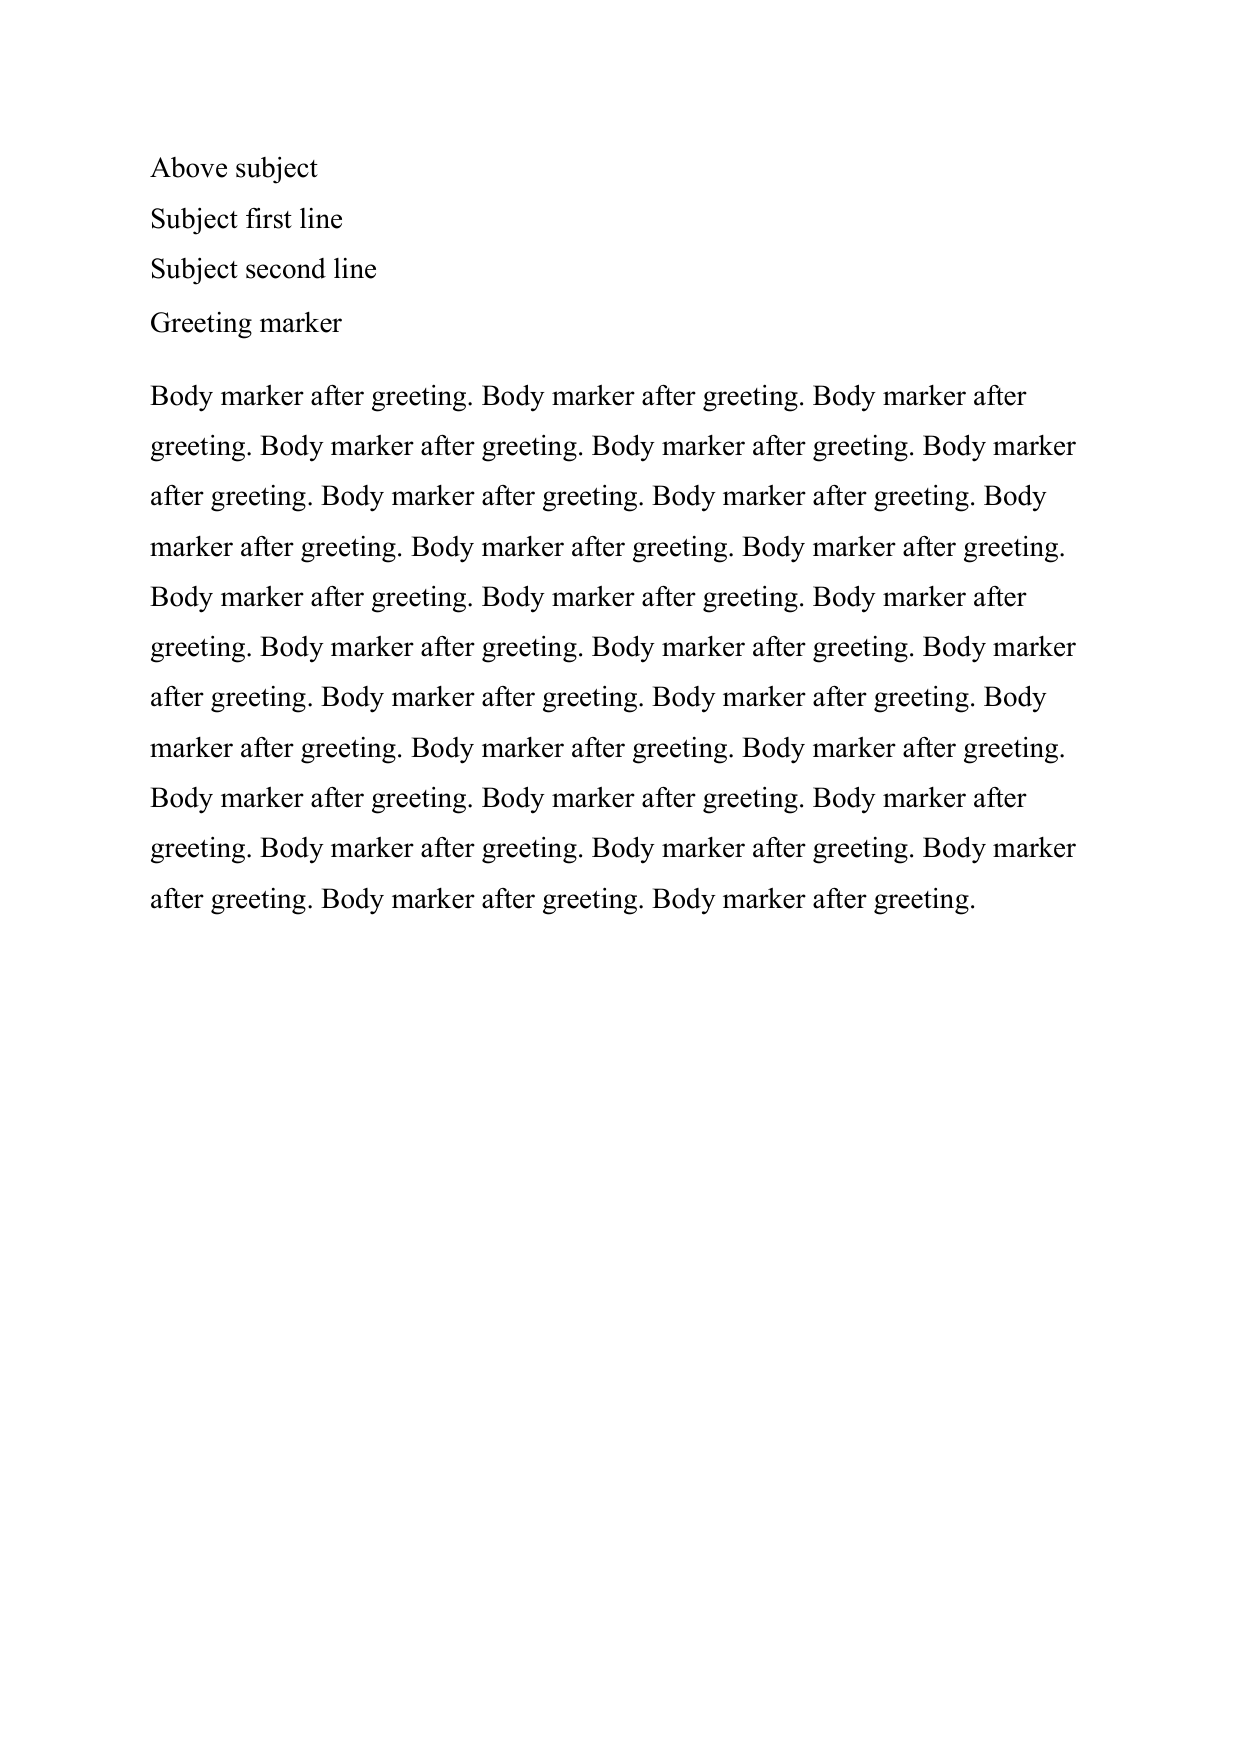 Above subject
Subject first line
Subject second line
Greeting marker
Body marker after greeting. Body marker after greeting. Body marker after
greeting. Body marker after greeting. Body marker after greeting. Body marker
after greeting. Body marker after greeting. Body marker after greeting. Body
marker after greeting. Body marker after greeting. Body marker after greeting.
Body marker after greeting. Body marker after greeting. Body marker after
greeting. Body marker after greeting. Body marker after greeting. Body marker
after greeting. Body marker after greeting. Body marker after greeting. Body
marker after greeting. Body marker after greeting. Body marker after greeting.
Body marker after greeting. Body marker after greeting. Body marker after
greeting. Body marker after greeting. Body marker after greeting. Body marker
after greeting. Body marker after greeting. Body marker after greeting.